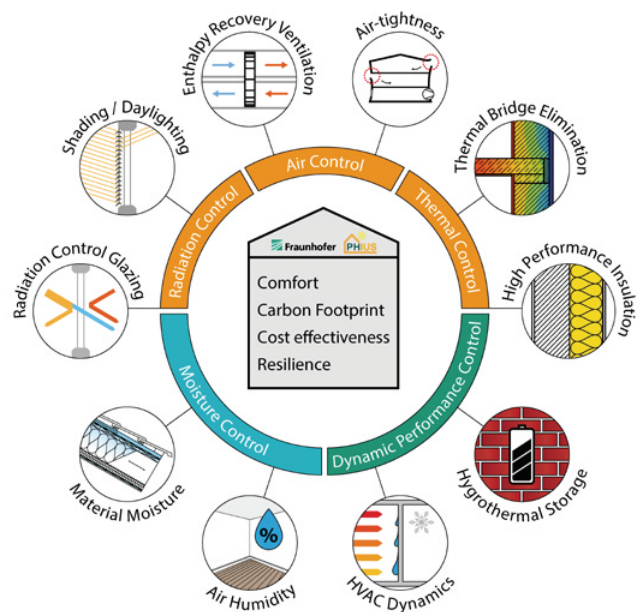 Enthalpy Recovery Ventilation
Air-tightness
Shading / Daylighting
Thermal Bridge Elimination
Air Control
Radiation Control
Thermal Control
Fraunhofer
PHIUS
Radiation Control Glazing
High Performance Insulation
Comfort
Carbon Footprint
Cost effectiveness
Resilience
Moisture Control
Dynamic Performance Control
Material Moisture
Hygrothermal Storage
%
Air Humidity
HVAC Dynamics